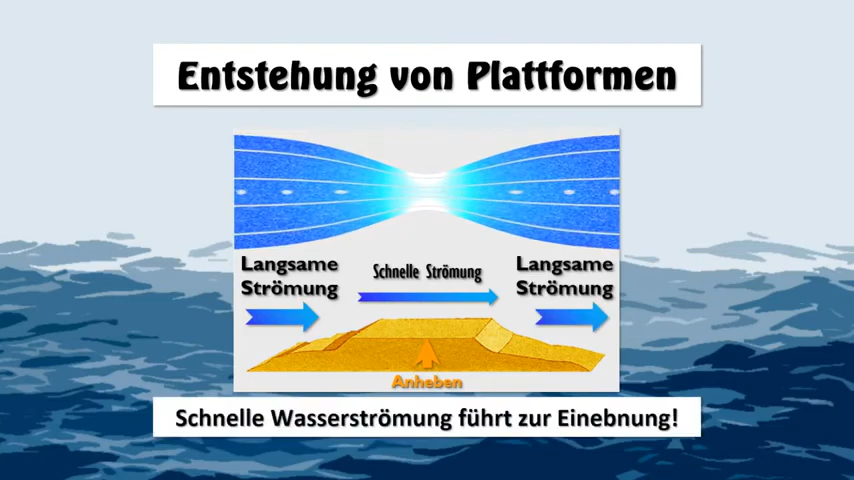 Entstehung von Plattformen
Langsame
Strömung
Schnelle Strömung
Langsame
Strömung
Anheben
Schnelle Wasserströmung führt zur Einebnung!